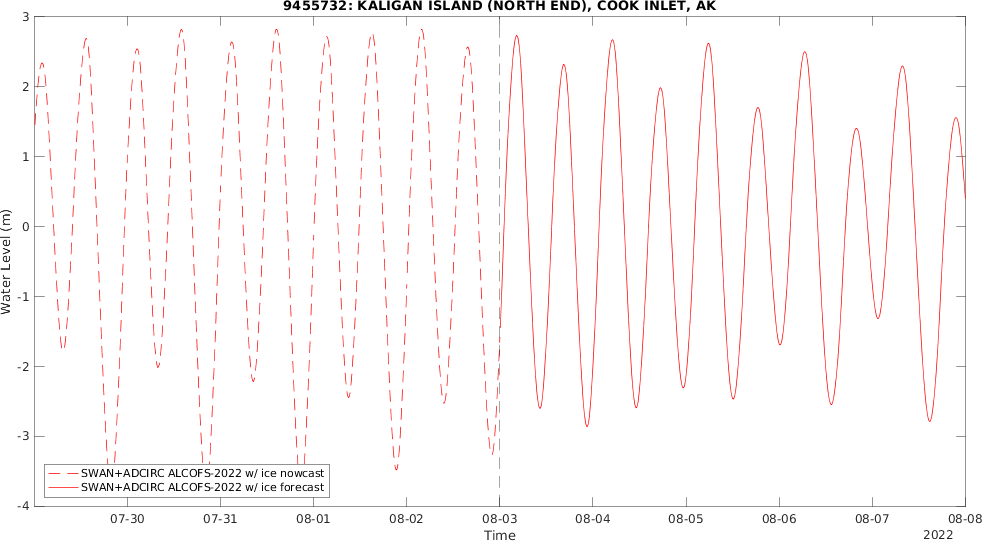 9455732: KALIGAN ISLAND (NORTH END), COOK INLET, AK
3
2
1
0
-1
-2
-3
-4
Water Level (m)
SWAN+ADCIRC ALCOFS-2022 w/ ice nowcast
SWAN+ADCIRC ALCOFS-2022 w/ ice forecast
07-30 07-31 08-01 08-02 08-03 08-04 08-05 08-06 08-07 08-08
Time
2022